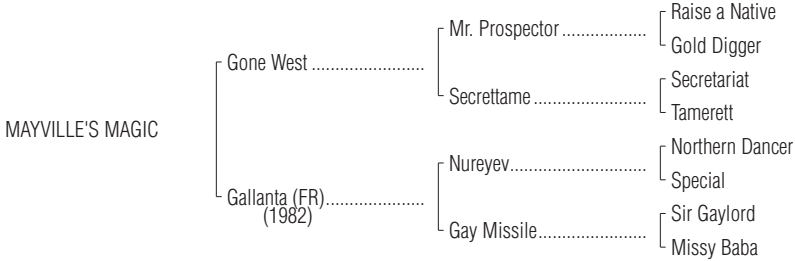 Raise a Native
Mr. Prospector ..................
Gold Digger
Gone West .......................
Secretariat
Secrettame ........................
Tamerett
MAYVILLE'S MAGIC
Northern Dancer
Nureyev.............................
Special
Gallanta (FR).....................
(1982)
Sir Gaylord
Gay Missile.......................
Missy Baba